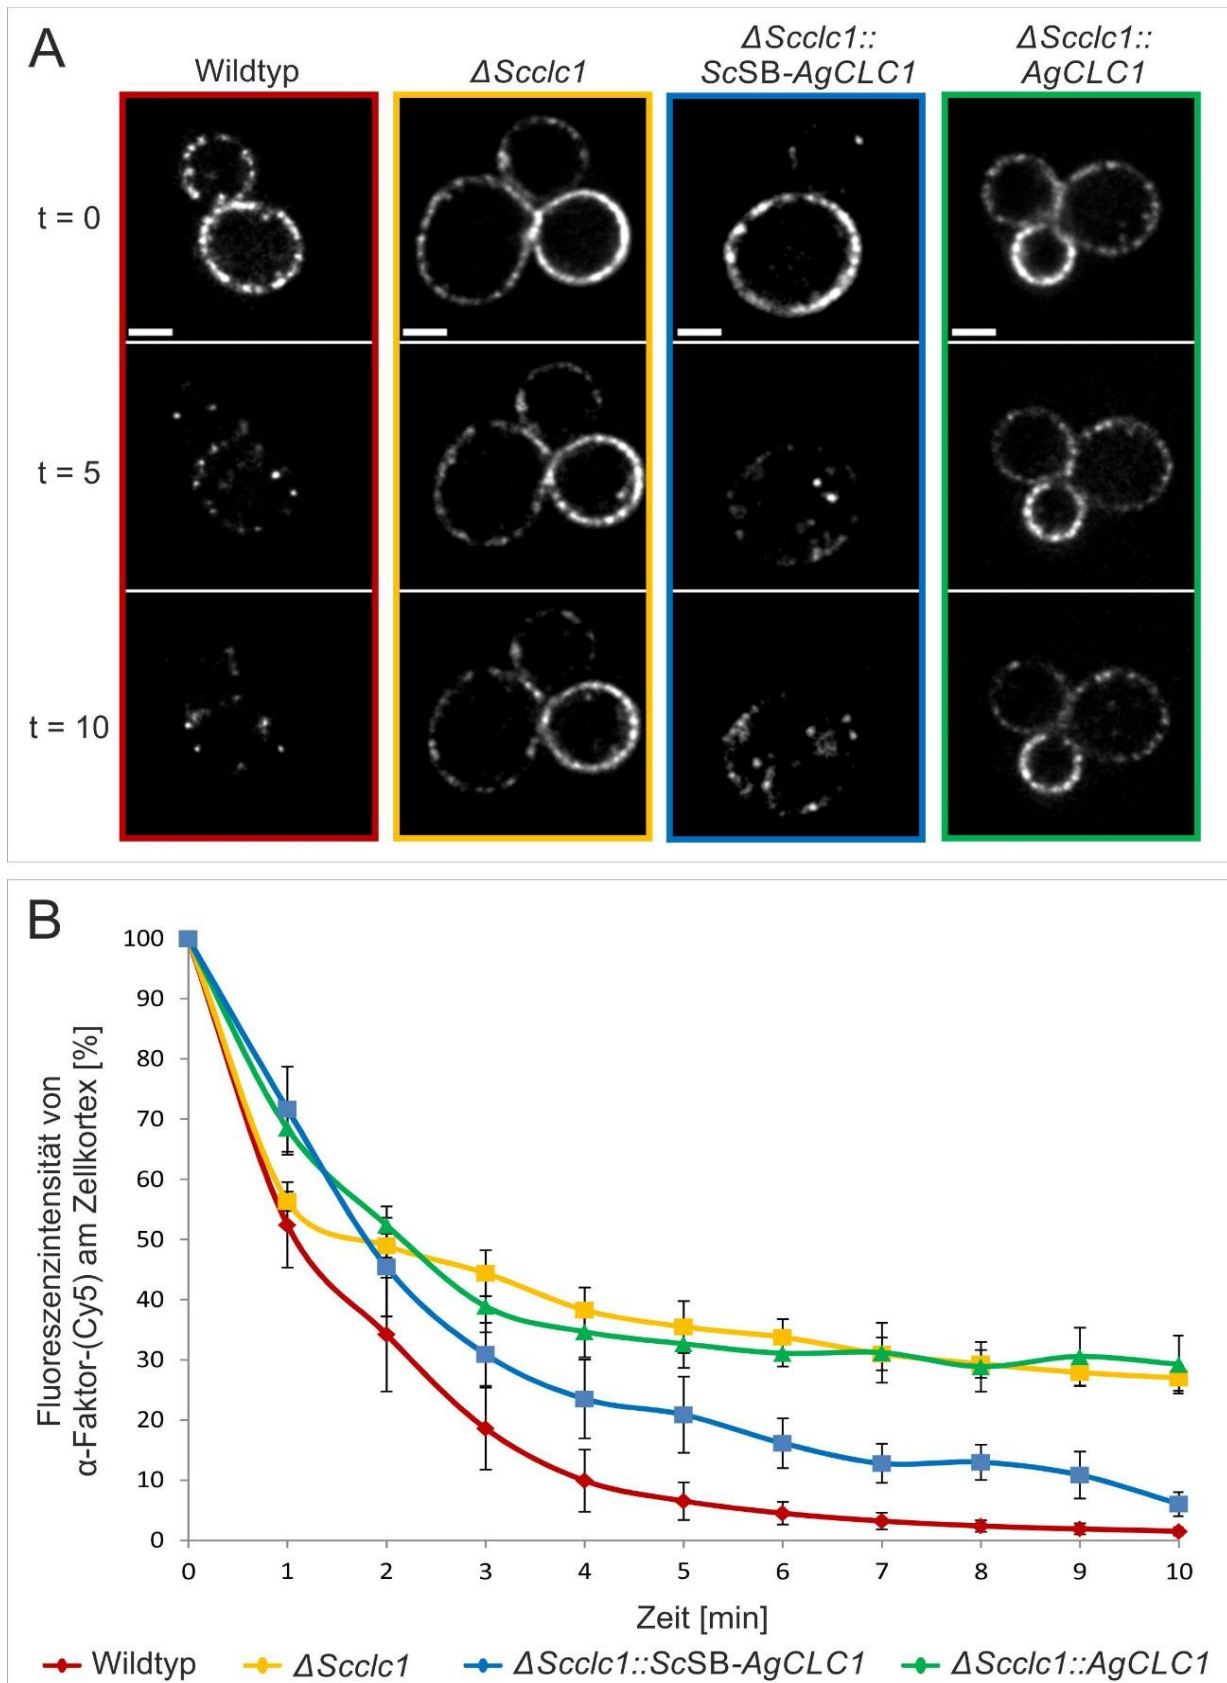 A
Wildtyp
ΔScclc1
ΔScclc1::
ScSB-AgCLC1
ΔScclc1::
AgCLC1
t = 0
t = 5
t = 10
B
Fluoreszenzintensität von
α-Faktor-(Cy5) am Zellkortex [%]
100
90
80
70
60
50
40
30
20
10
0
0 1 2 3 4 5 6 7 8 9 10
Zeit [min]
Wildtyp ΔScclc1 ΔScclc1::ScSB-AgCLC1 ΔScclc1::AgCLC1